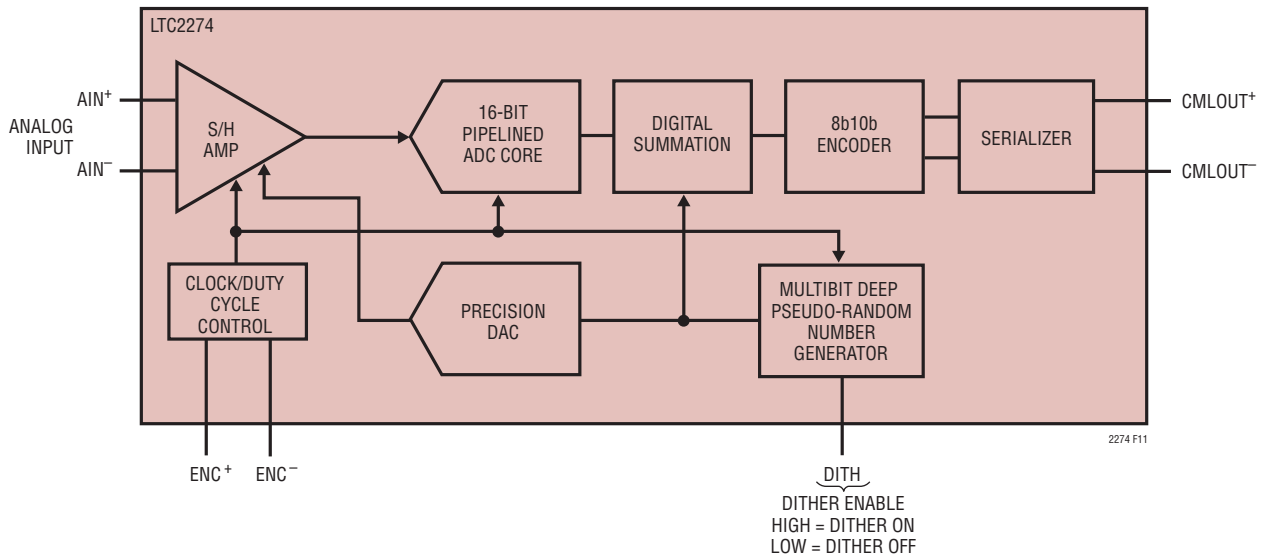 LTC2274
AIN+
ANALOG
INPUT
AIN−
S/H
AMP
16-BIT
PIPELINED
ADC CORE
DIGITAL
SUMMATION
8b10b
ENCODER
SERIALIZER
CMLOUT+
CMLOUT−
CLOCK/DUTY
CYCLE
CONTROL
PRECISION
DAC
MULTIBIT DEEP
PSEUDO-RANDOM
NUMBER
GENERATOR
2274 F11
ENC+
ENC−
DITH
DITHER ENABLE
HIGH = DITHER ON
LOW = DITHER OFF